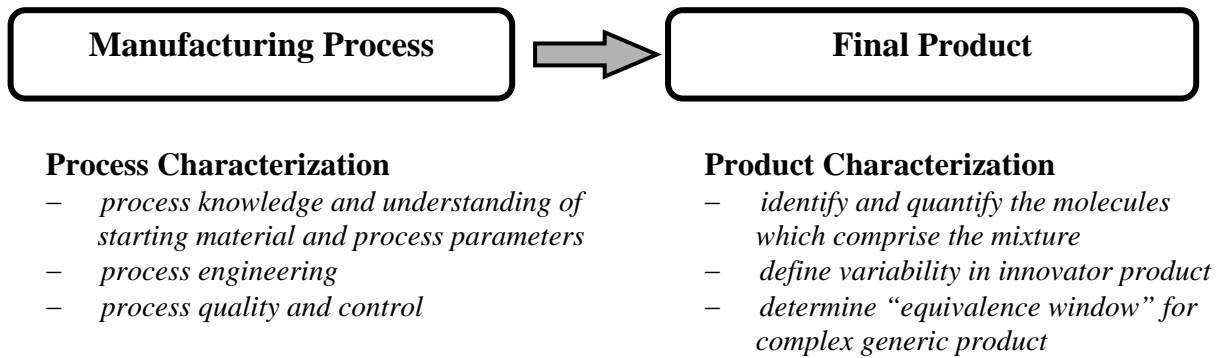 Manufacturing Process
Final Product
Process Characterization
– process knowledge and understanding of
starting material and process parameters
– process engineering
– process quality and control
Product Characterization
– identify and quantify the molecules
which comprise the mixture
– define variability in innovator product
– determine “equivalence window” for
complex generic product